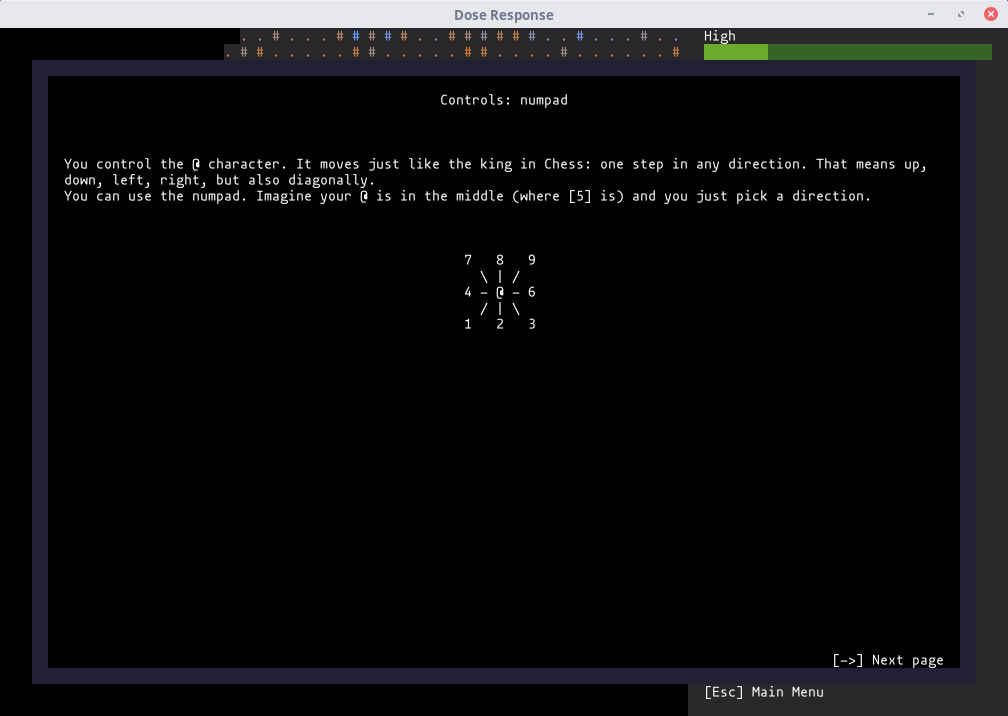 Dose Response
. . # . . . # # # # # . . # # # # # # . . # . . . # . .
High
. # # . . . . . # # . . . . . # # . . . . # . . . . . . #
Controls: numpad
You control the @ character. It moves just like the king in Chess: one step in any direction. That means up,
down, left, right, but also diagonally.
You can use the numpad. Imagine your @ is in the middle (where [5] is) and you just pick a direction.
7 8 9
\ | /
4 - @ - 6
/ | \
1 2 3
[->] Next page
[Esc] Main Menu